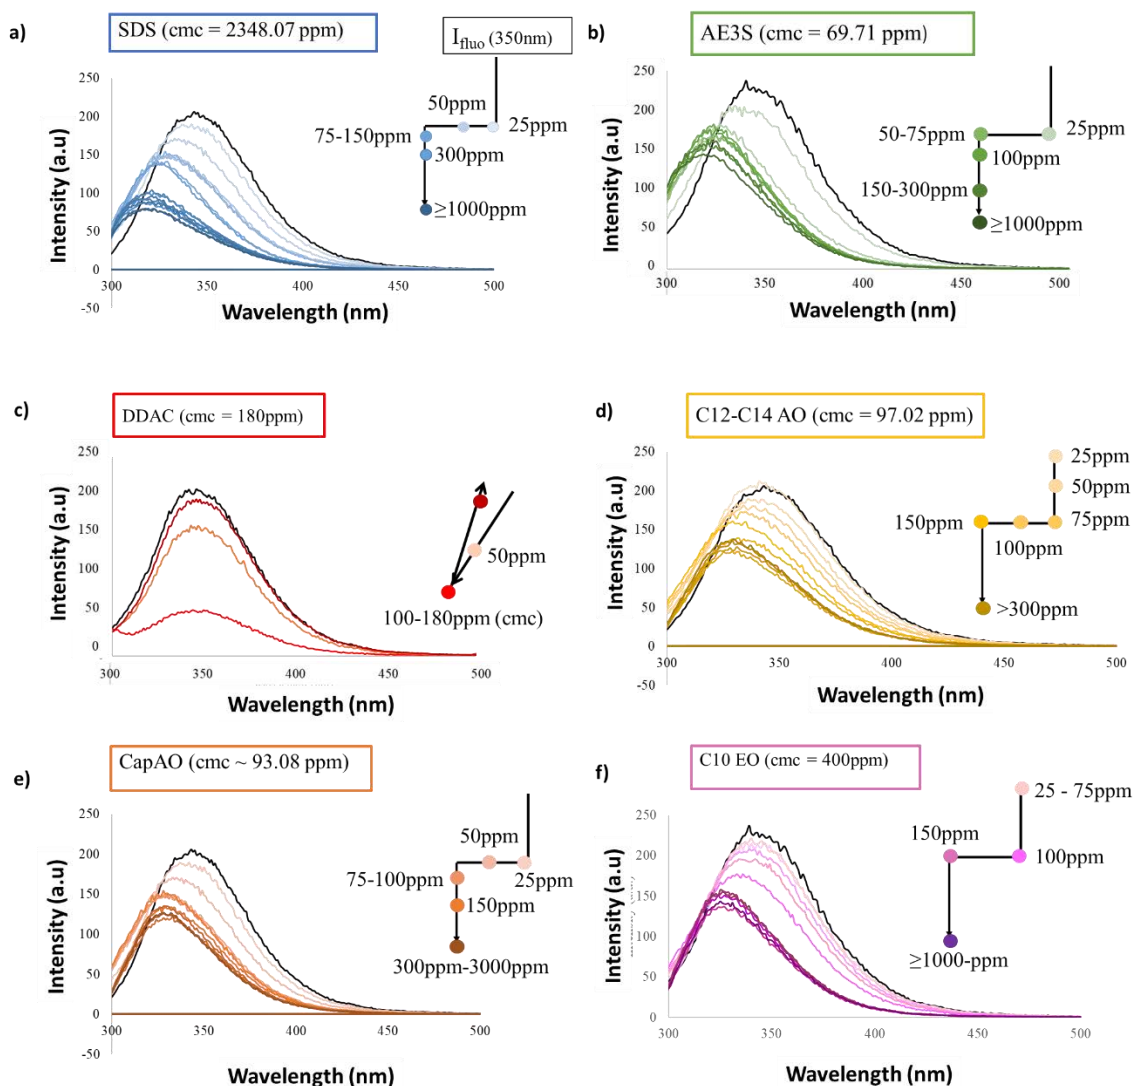 a)
SDS (cmc = 2348.07 ppm)
Ifluo (350nm)
250
200
150
100
50
0
-50
300
350
400
450
500
Intensity (a.u)
Wavelength (nm)
50ppm
25ppm
75-150ppm
300ppm
≥1000ppm
b)
AE3S (cmc = 69.71 ppm)
250
200
150
100
50
0
300
350
400
450
500
Intensity (a.u)
Wavelength (nm)
50-75ppm
25ppm
100ppm
150-300ppm
≥1000ppm
c)
DDAC (cmc = 180ppm)
250
200
150
100
50
0
300
350
400
450
500
Intensity (a.u)
Wavelength (nm)
50ppm
100-180ppm (cmc)
d)
C12-C14 AO (cmc = 97.02 ppm)
250
200
150
100
50
0
-50
300
350
400
450
500
Intensity (a.u)
Wavelength (nm)
25ppm
50ppm
150ppm
75ppm
100ppm
>300ppm
e)
CapAO (cmc ~ 93.08 ppm)
250
200
150
100
50
0
-50
300
350
400
450
500
Intensity (a.u)
Wavelength (nm)
50ppm
75-100ppm
25ppm
150ppm
300ppm-3000ppm
f)
C10 EO (cmc = 400ppm)
250
200
150
100
50
0
300
350
400
450
500
Intensity (a.u)
Wavelength (nm)
25 - 75ppm
150ppm
100ppm
≥1000-ppm